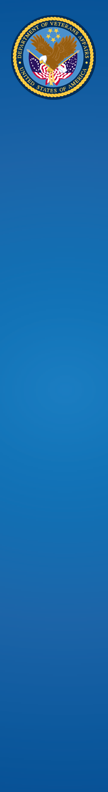 DEPARTMENT OF VETERANS AFFAIRS
UNITED STATES OF AMERICA